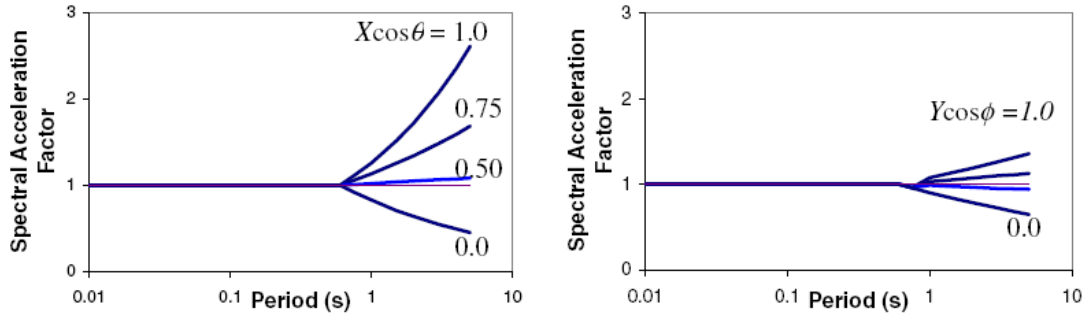 Spectral Acceleration
Factor
3
2
1
0
0.01
0.1
1
10
Period (s)
Xcosθ = 1.0
0.75
0.50
0.0
Spectral Acceleration
Factor
3
2
1
0
0.01
0.1
1
10
Period (s)
Ycosϕ =1.0
0.0